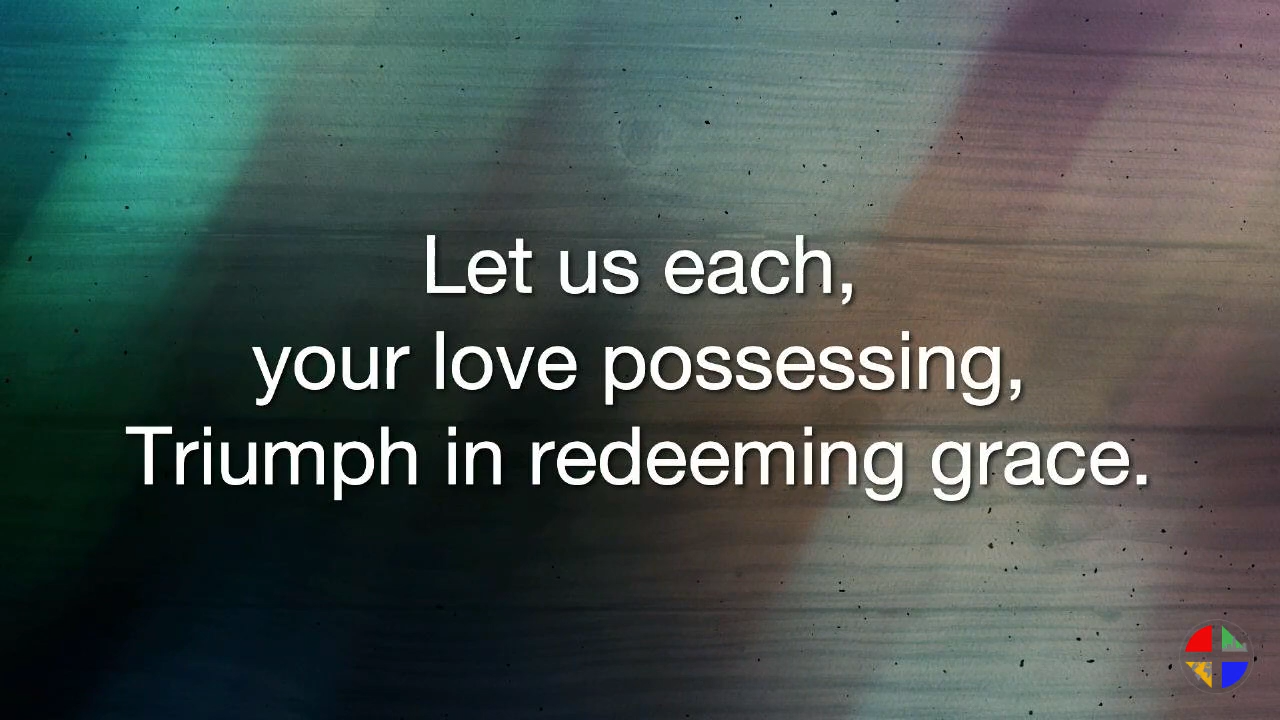 Let us each,
your love possessing,
Triumph in redeeming grace.